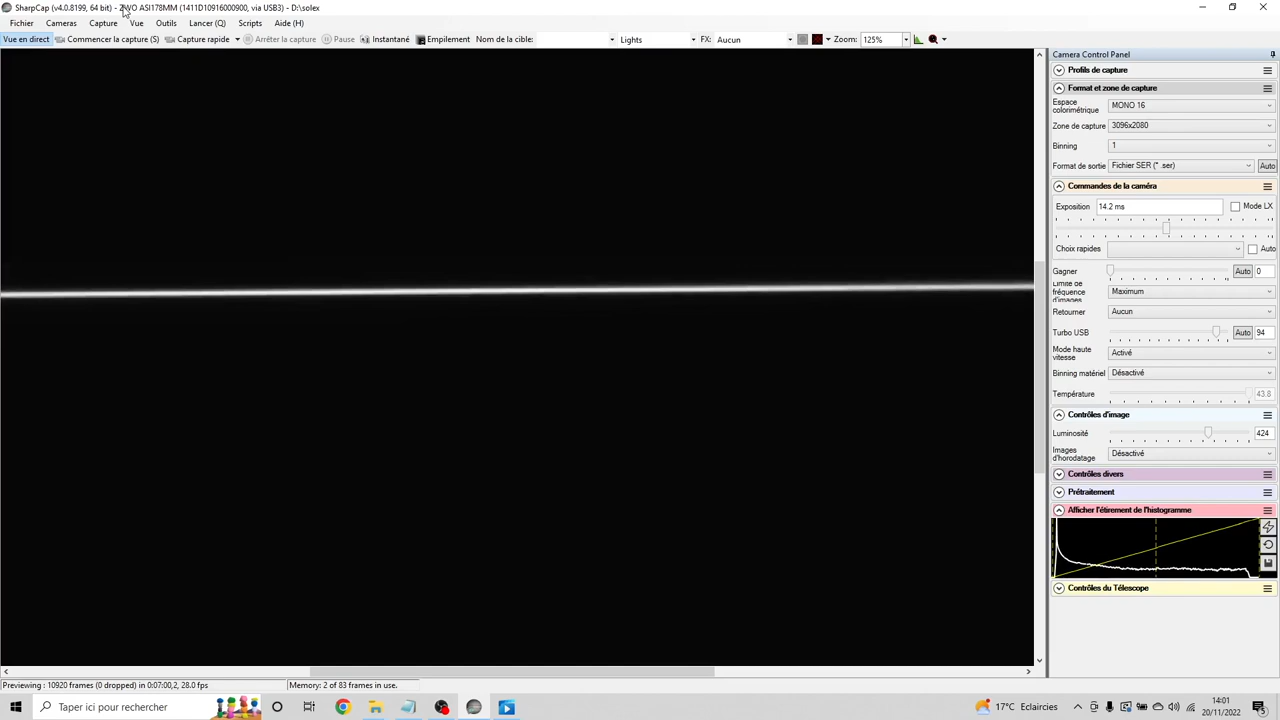 SharpCap (v4.0.8199, 64 bit) - ZWO ASI178MM (1411D10916000900, via USB3) - D:\solex
Fichier Cameras Capture Vue Outils Lancer (Q) Scripts Aide (H)
Vue en direct Commencer la capture (S) Capture rapide Arrêter la capture Pause Instantané Empilement Nom de la cible: Lights FX: Aucun Zoom: 125%
Camera Control Panel
Profils de capture
Format et zone de capture
Espace colorimétrique MONO 16
Zone de capture 3096x2080
Binning 1
Format de sortie Fichier SER (* .ser) Auto
Commandes de la caméra
Exposition 14.2 ms Mode LX
Choix rapides Auto
Gagner Auto 0
Limite de fréquence d'images Maximum
Retourner Aucun
Turbo USB Auto 94
Mode haute vitesse Activé
Binning matériel Désactivé
Température 43.8
Contrôles d'image
Luminosité 424
Images d'horodatage Désactivé
Contrôles divers
Prétraitement
Afficher l'étirement de l'histogramme
Contrôles du Télescope
Previewing : 10920 frames (0 dropped) in 0:07:00,2, 28.0 fps Memory: 2 of 83 frames in use.
Taper ici pour rechercher 17°C Eclaircies 14:01
20/11/2022